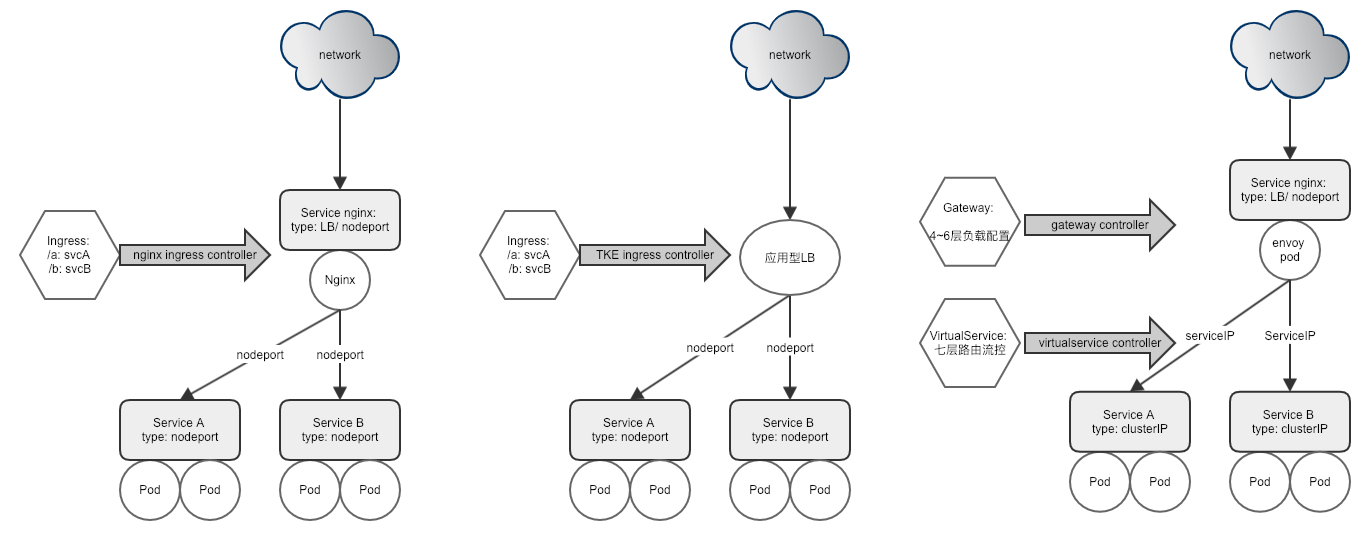 network
Service nginx:
type: LB/ nodeport
Ingress:
/a: svcA
/b: svcB
nginx ingress controller
Nginx
nodeport
nodeport
Service A
type: nodeport
Service B
type: nodeport
Pod
Pod
Pod
Pod
network
Ingress:
/a: svcA
/b: svcB
TKE ingress controller
应用型LB
nodeport
nodeport
Service A
type: nodeport
Service B
type: nodeport
Pod
Pod
Pod
Pod
network
Service nginx:
type: LB/ nodeport
Gateway:
4~6层负载配置
gateway controller
envoy
pod
VirtualService:
七层路由流控
virtualservice controller
serviceIP
ServiceIP
Service A
type: clusterIP
Service B
type: clusterIP
Pod
Pod
Pod
Pod